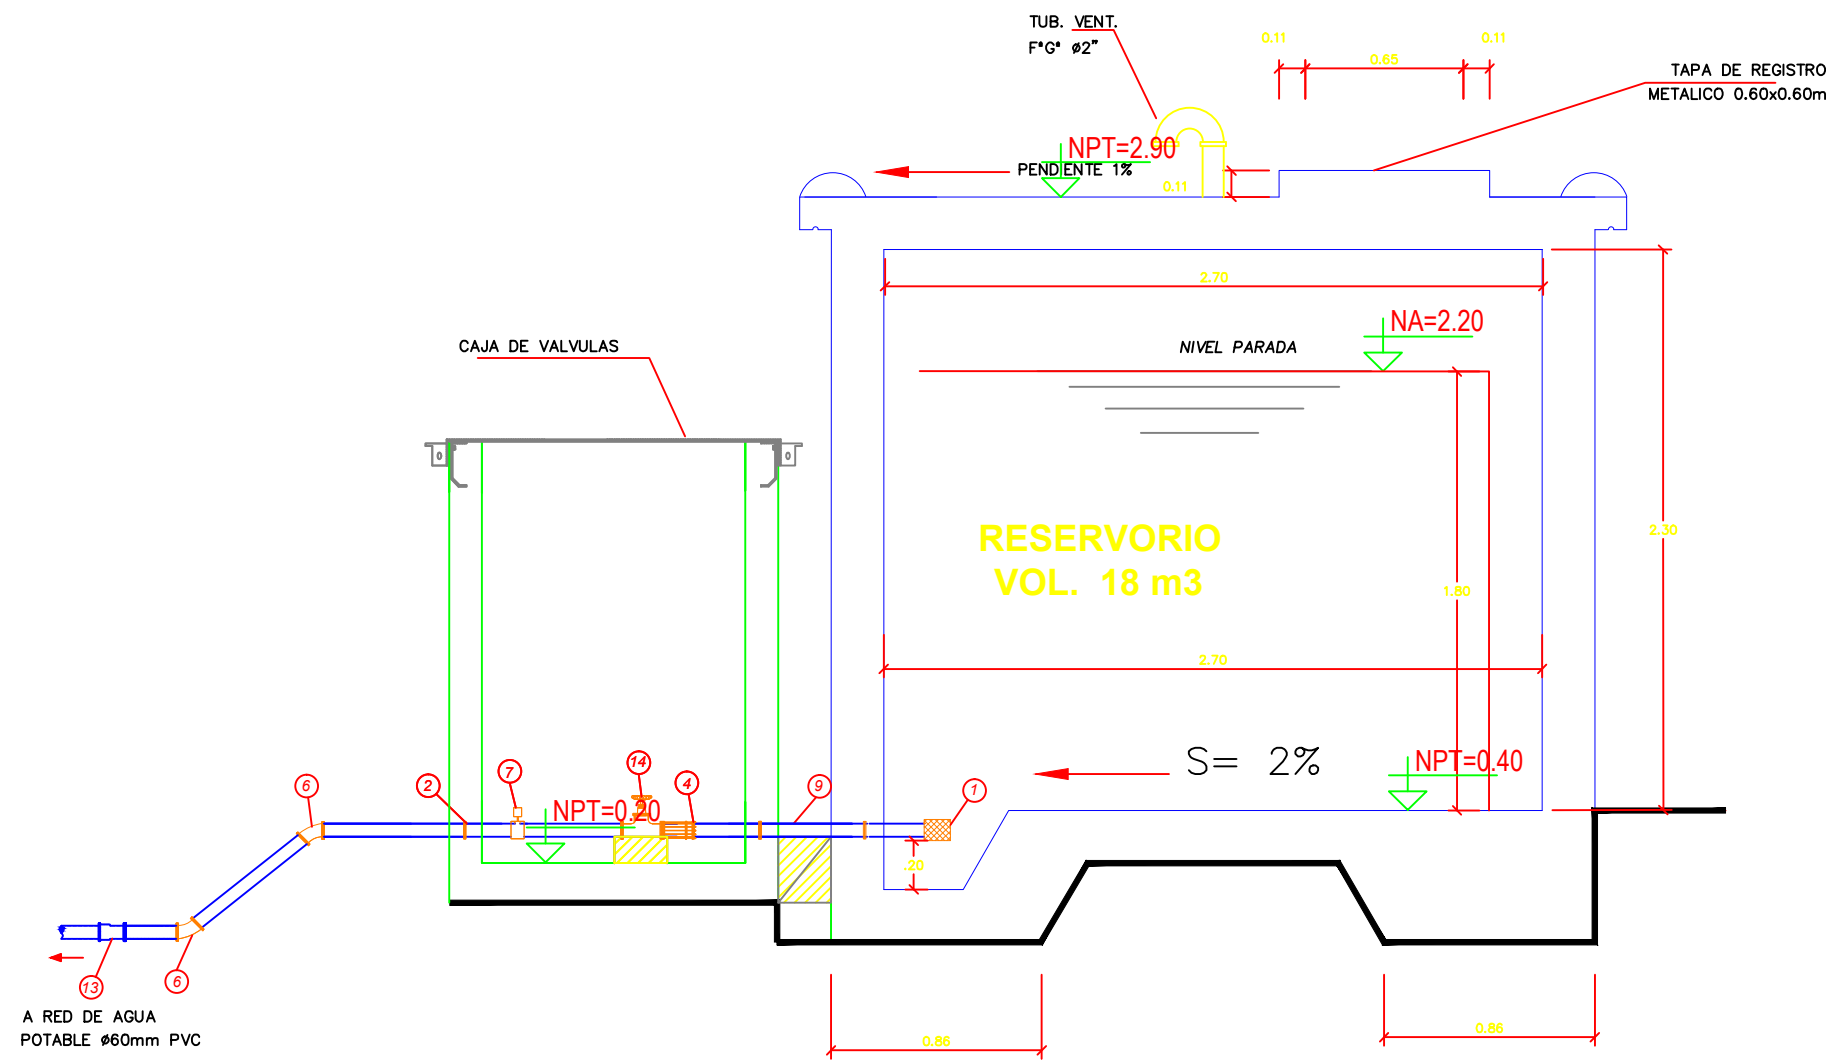 TUB. VENT.
F°G° ø2"
0.11
0.65
0.11
TAPA DE REGISTRO
METALICO 0.60x0.60m
NPT=2.90
PENDIENTE 1%
0.11
2.70
NA=2.20
NIVEL PARADA
CAJA DE VALVULAS
RESERVORIO
VOL. 18 m3
2.30
1.80
2.70
S= 2%
NPT=0.40
6
2
7
14
4
9
1
NPT=0.20
.20
13
6
A RED DE AGUA
POTABLE ø60mm PVC
0.86
0.86